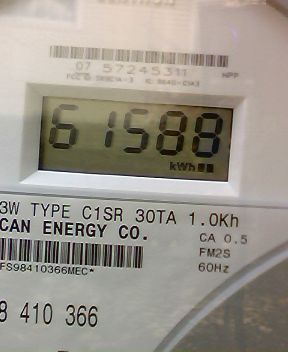 07 57245311
NPP
61588
kWh
3W TYPE C1SR 30TA 1.0Kh
CAN ENERGY CO.
CA 0.5
FM2S
FS98410366MEC*
60Hz
8 410 366